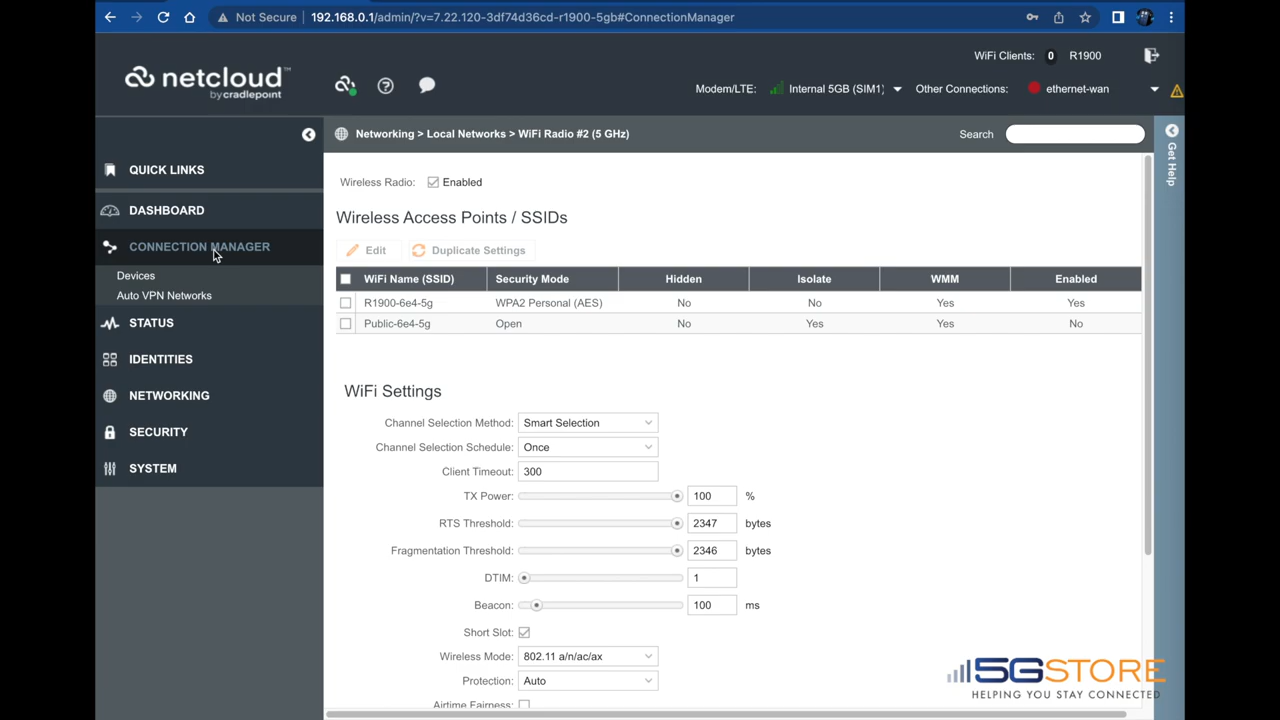 Not Secure 192.168.0.1/admin/?v=7.22.120-3df74d36cd-r1900-5gb#ConnectionManager
WiFi Clients: 0 R1900
netcloud™
by cradlepoint
Modem/LTE: Internal 5GB (SIM1) Other Connections: ethernet-wan
Networking > Local Networks > WiFi Radio #2 (5 GHz)
Search
Get Help
QUICK LINKS
DASHBOARD
CONNECTION MANAGER
Devices
Auto VPN Networks
STATUS
IDENTITIES
NETWORKING
SECURITY
SYSTEM
Wireless Radio: Enabled
Wireless Access Points / SSIDs
Edit Duplicate Settings
WiFi Name (SSID) Security Mode Hidden Isolate WMM Enabled
R1900-6e4-5g WPA2 Personal (AES) No No Yes Yes
Public-6e4-5g Open No Yes Yes No
WiFi Settings
Channel Selection Method: Smart Selection
Channel Selection Schedule: Once
Client Timeout: 300
TX Power: 100 %
RTS Threshold: 2347 bytes
Fragmentation Threshold: 2346 bytes
DTIM: 1
Beacon: 100 ms
Short Slot:
Wireless Mode: 802.11 a/n/ac/ax
Protection: Auto
Airtime Fairness:
5GSTORE
HELPING YOU STAY CONNECTED